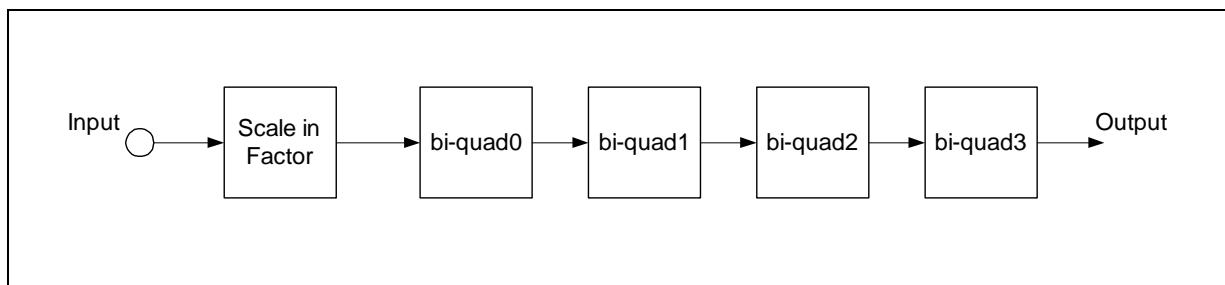 Input
Scale in
Factor
bi-quad0
bi-quad1
bi-quad2
bi-quad3
Output